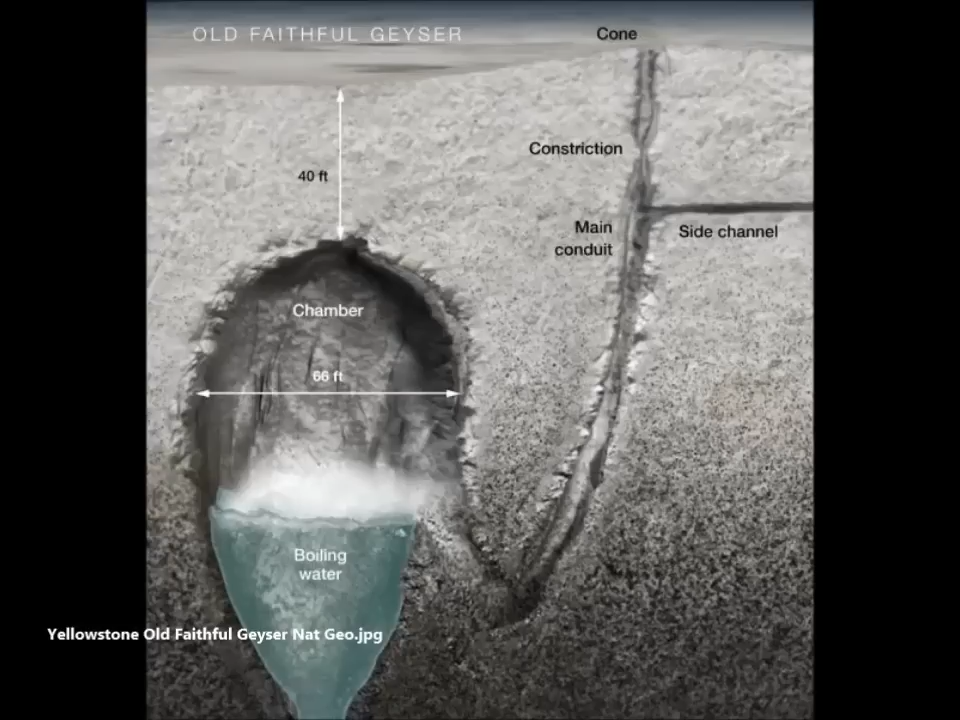 OLD FAITHFUL GEYSER
Cone
Constriction
40 ft
Main
conduit
Side channel
Chamber
66 ft
Boiling
water
Yellowstone Old Faithful Geyser Nat Geo.jpg